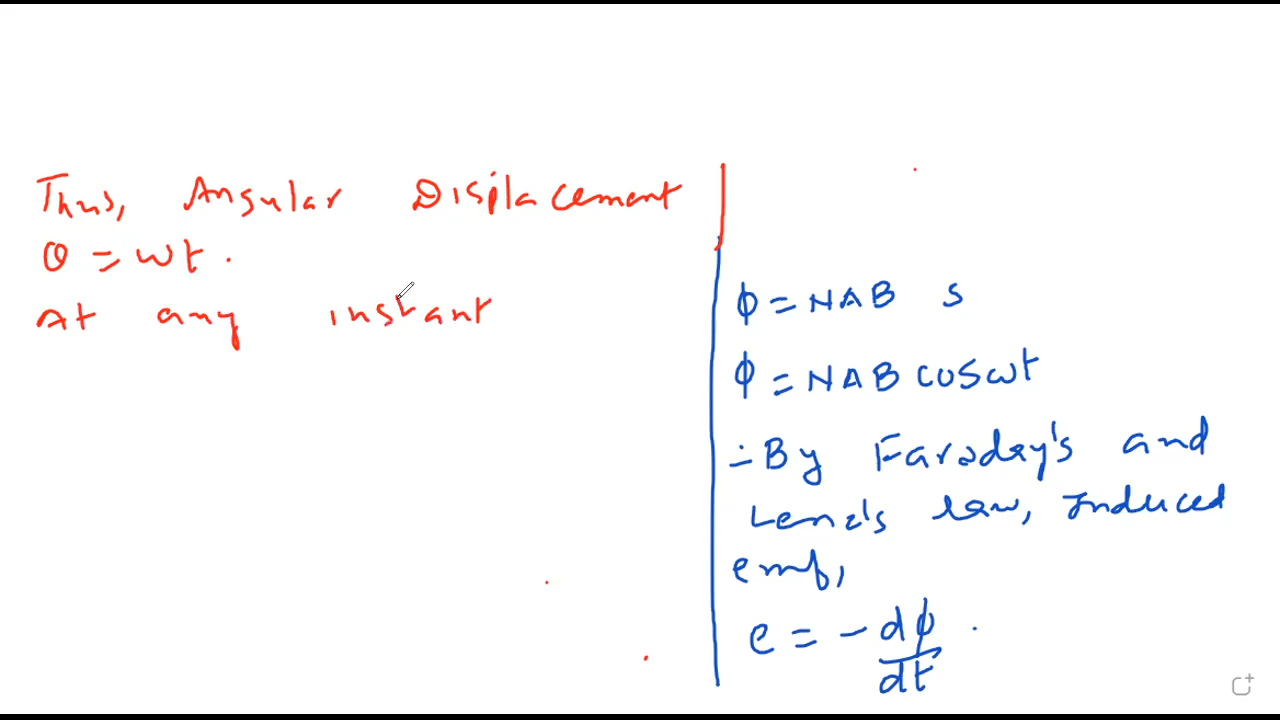 Thus, Angular Displacement
θ = ωt.
At any instant
ϕ = NAB s
ϕ = NAB cosωt
∴ By Faraday's and
Lenz's law, Induced
emf,
e = -dϕ/dt.